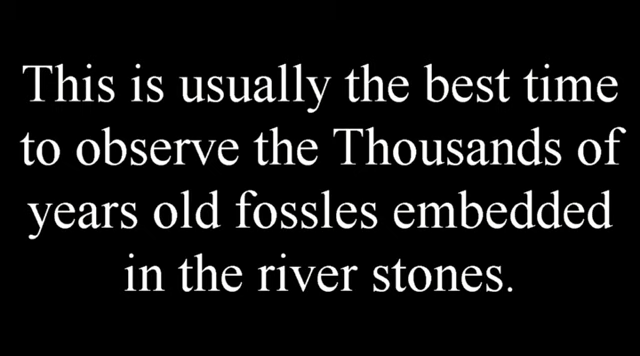 This is usually the best time
to observe the Thousands of
years old fossles embedded
in the river stones.